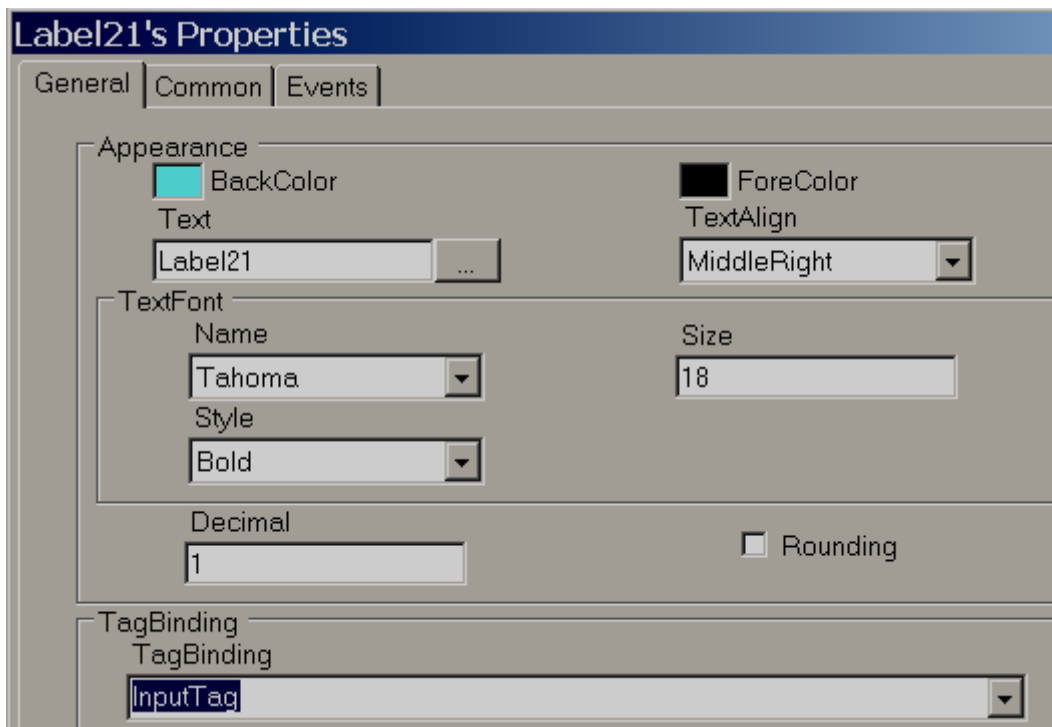 Label21's Properties
General Common Events
Appearance
BackColor ForeColor
Text TextAlign
Label21 ... MiddleRight
TextFont
Name Size
Tahoma 18
Style
Bold
Decimal
1 Rounding
TagBinding
TagBinding
InputTag